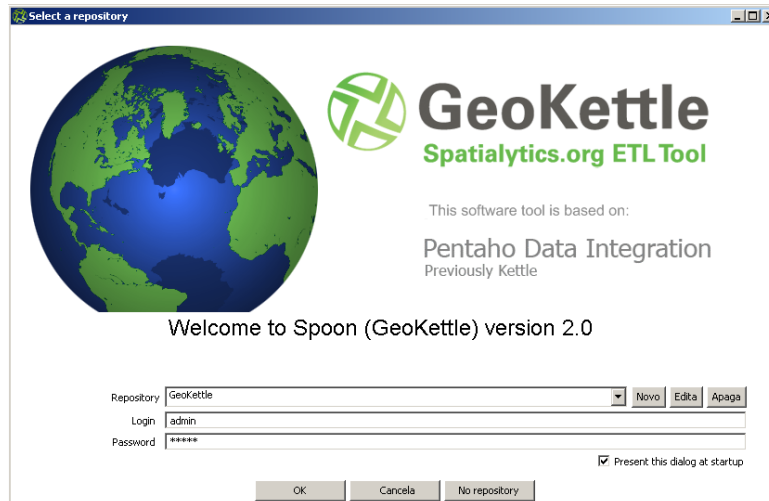 Select a repository
GeoKettle
Spatialytics.org ETL Tool
This software tool is based on:
Pentaho Data Integration
Previously Kettle
Welcome to Spoon (GeoKettle) version 2.0
Repository GeoKettle Novo Edita Apaga
Login admin
Password *****
Present this dialog at startup
OK Cancela No repository